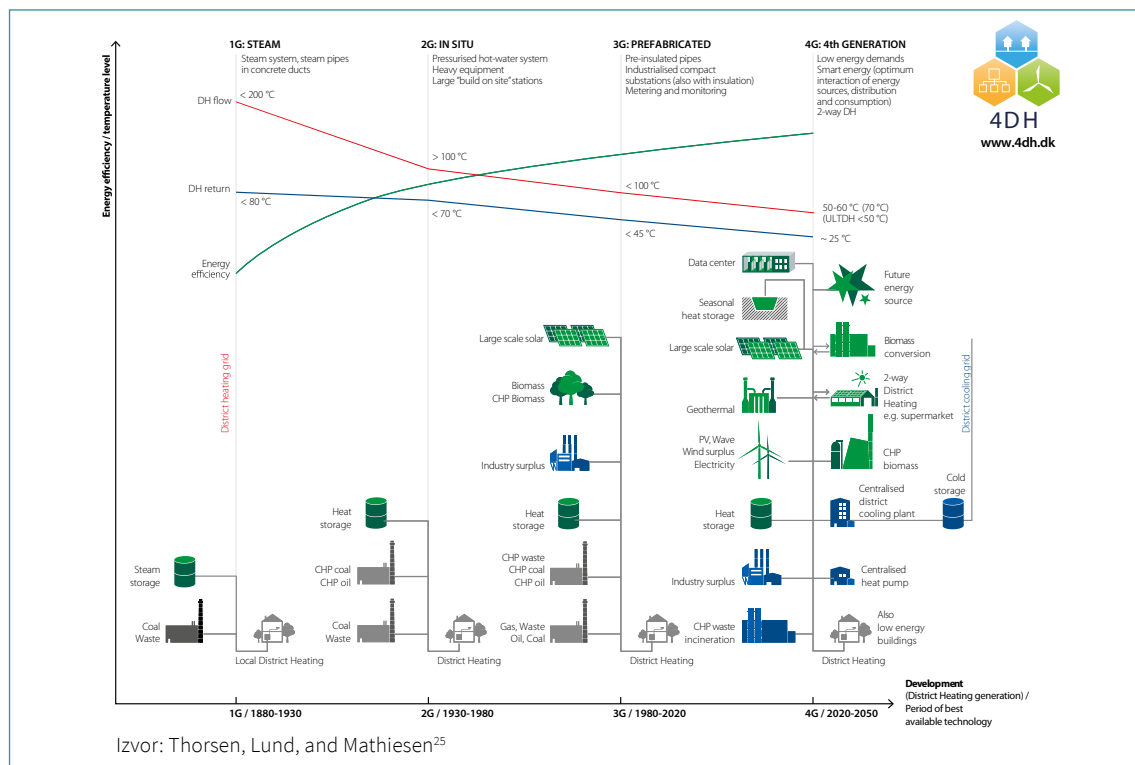 1G: STEAM
Steam system, steam pipes
in concrete ducts
2G: IN SITU
Pressurised hot-water system
Heavy equipment
Large "build on site" stations
3G: PREFABRICATED
Pre-insulated pipes
Industrialised compact
substations (also with insulation)
Metering and monitoring
4G: 4th GENERATION
Low energy demands
Smart energy (optimum
interaction of energy
sources, distribution
and consumption)
2-way DH
4DH
www.4dh.dk
Energy efficiency / temperature level
DH flow
< 200 °C
> 100 °C
< 100 °C
50-60 °C (70 °C)
(ULTDH <50 °C)
DH return
< 80 °C
< 70 °C
< 45 °C
~ 25 °C
Energy
efficiency
District heating grid
Data center
Future
energy
source
Seasonal
heat storage
Large scale solar
Large scale solar
Biomass
conversion
Biomass
CHP Biomass
Geothermal
2-way
District
Heating
e.g. supermarket
District cooling grid
Industry surplus
PV, Wave
Wind surplus
Electricity
CHP
biomass
Heat
storage
Heat
storage
Heat
storage
Centralised
district
cooling plant
Cold
storage
Steam
storage
CHP coal
CHP oil
CHP waste
CHP coal
CHP oil
Industry surplus
Centralised
heat pump
Coal
Waste
Coal
Waste
Gas, Waste
Oil, Coal
CHP waste
incineration
Also
low energy
buildings
Local District Heating
District Heating
District Heating
District Heating
Development
(District Heating generation) /
Period of best
available technology
1G / 1880-1930
2G / 1930-1980
3G / 1980-2020
4G / 2020-2050
Izvor: Thorsen, Lund, and Mathiesen25